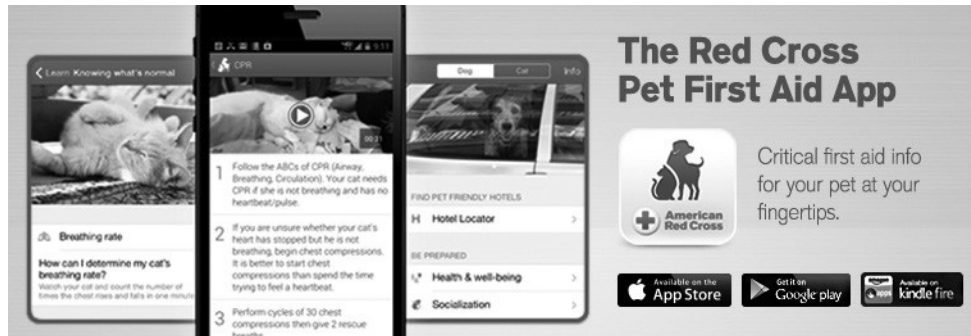 Learn Knowing what's normal
Breathing rate
How can I determine my cat's
breathing rate?
Watch your cat and count the number of
times the chest rises and falls in one minute
9:11
CPR
00:31
1 Follow the ABCs of CPR (Airway,
Breathing, Circulation). Your cat needs
CPR if she is not breathing and has no
heartbeat/pulse.
2 If you are unsure whether your cat's
heart has stopped but he is not
breathing, begin chest compressions.
It is better to start chest
compressions than spend the time
trying to feel a heartbeat.
3 Perform cycles of 30 chest
compressions then give 2 rescue
Dog Cat Info
FIND PET FRIENDLY HOTELS
H Hotel Locator
BE PREPARED
Health & well-being
Socialization
The Red Cross
Pet First Aid App
American
Red Cross
Critical first aid info
for your pet at your
fingertips.
Available on the
App Store
Get it on
Google play
amazon
apps
Available on
kindle fire